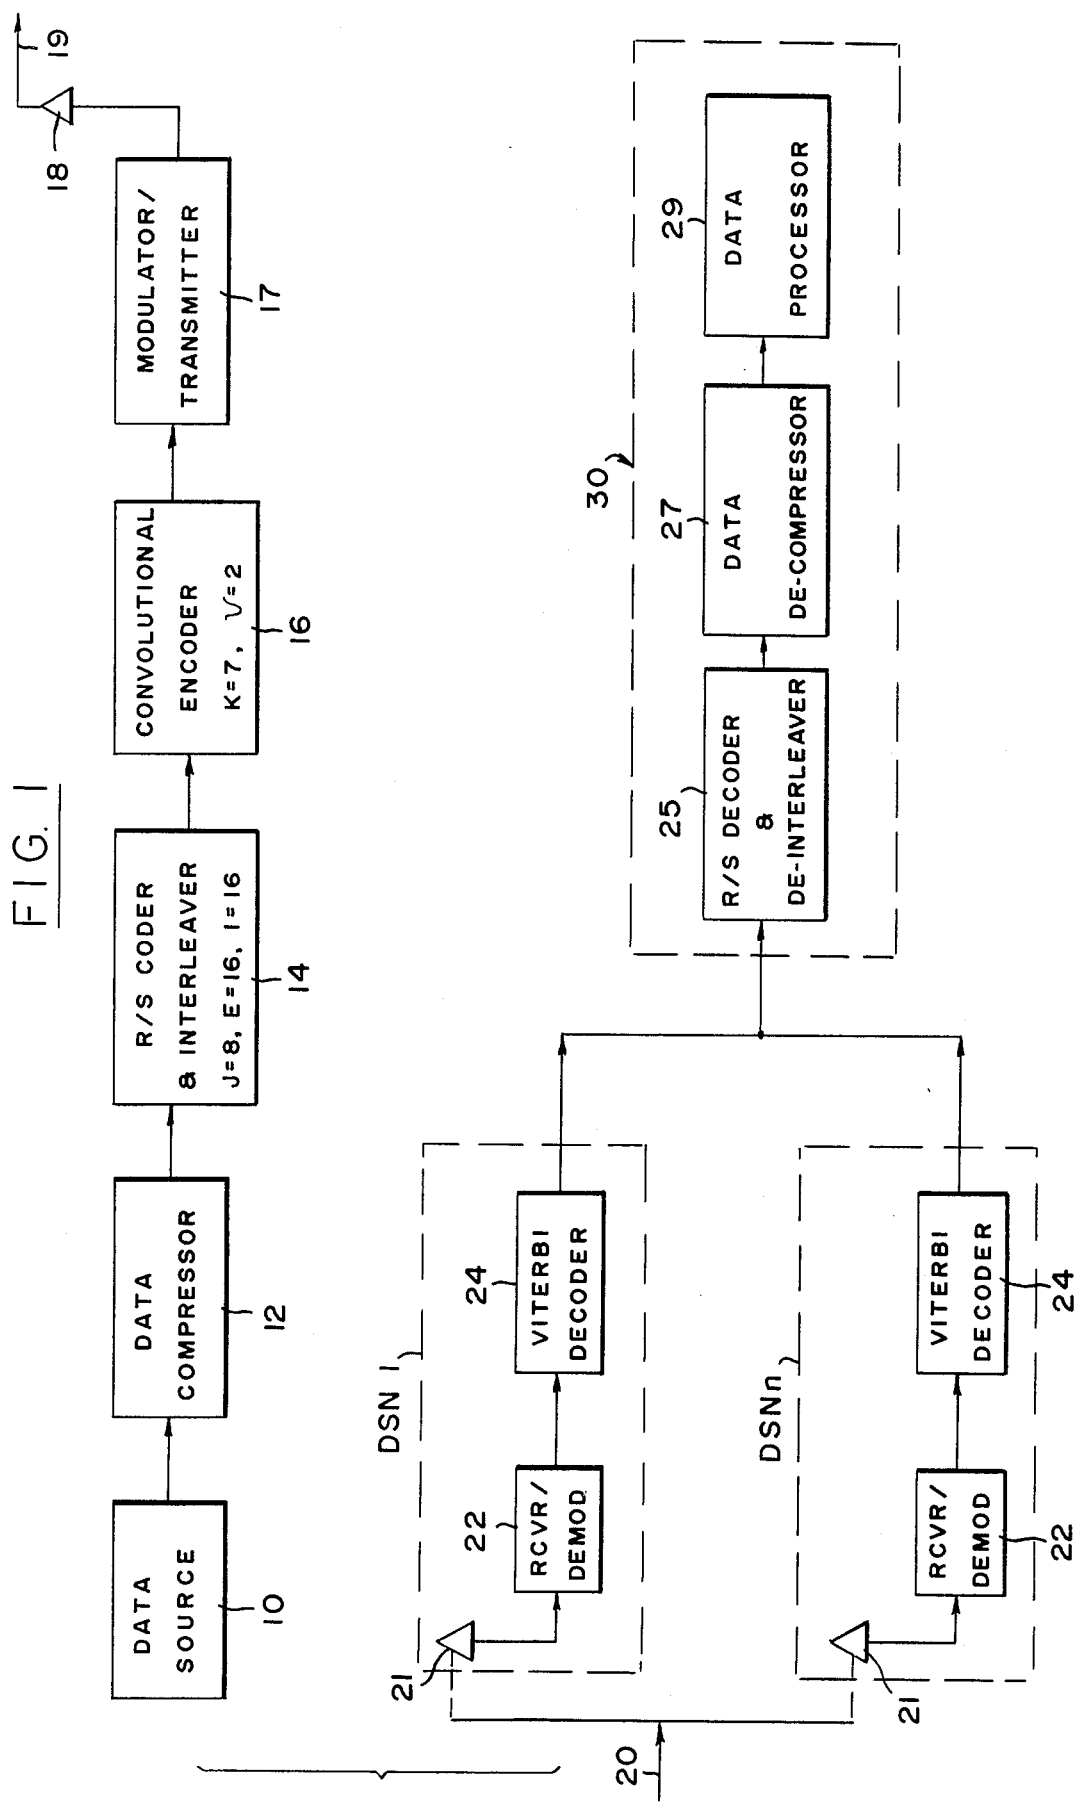 FIG. 1
DATA
SOURCE
10
DATA
COMPRESSOR
12
R/S CODER
& INTERLEAVER
J=8, E=16, I=16
14
CONVOLUTIONAL
ENCODER
K=7, ν=2
16
MODULATOR/
TRANSMITTER
17
18
19
20
DSN 1
21
RCVR/
DEMOD
22
VITERBI
DECODER
24
DSNn
21
RCVR/
DEMOD
22
VITERBI
DECODER
24
30
25
R/S DECODER
&
DE-INTERLEAVER
27
DATA
DE-COMPRESSOR
29
DATA
PROCESSOR